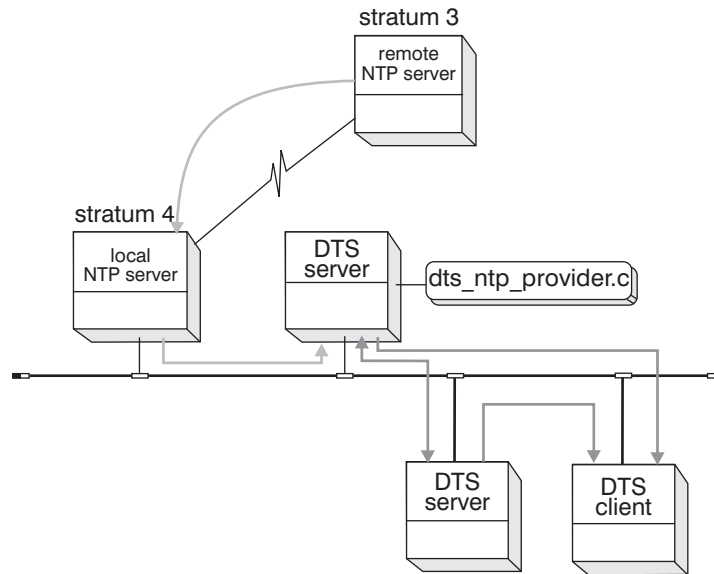 stratum 3
remote
NTP server
stratum 4
local
NTP server
DTS
server
dts_ntp_provider.c
DTS
server
DTS
client